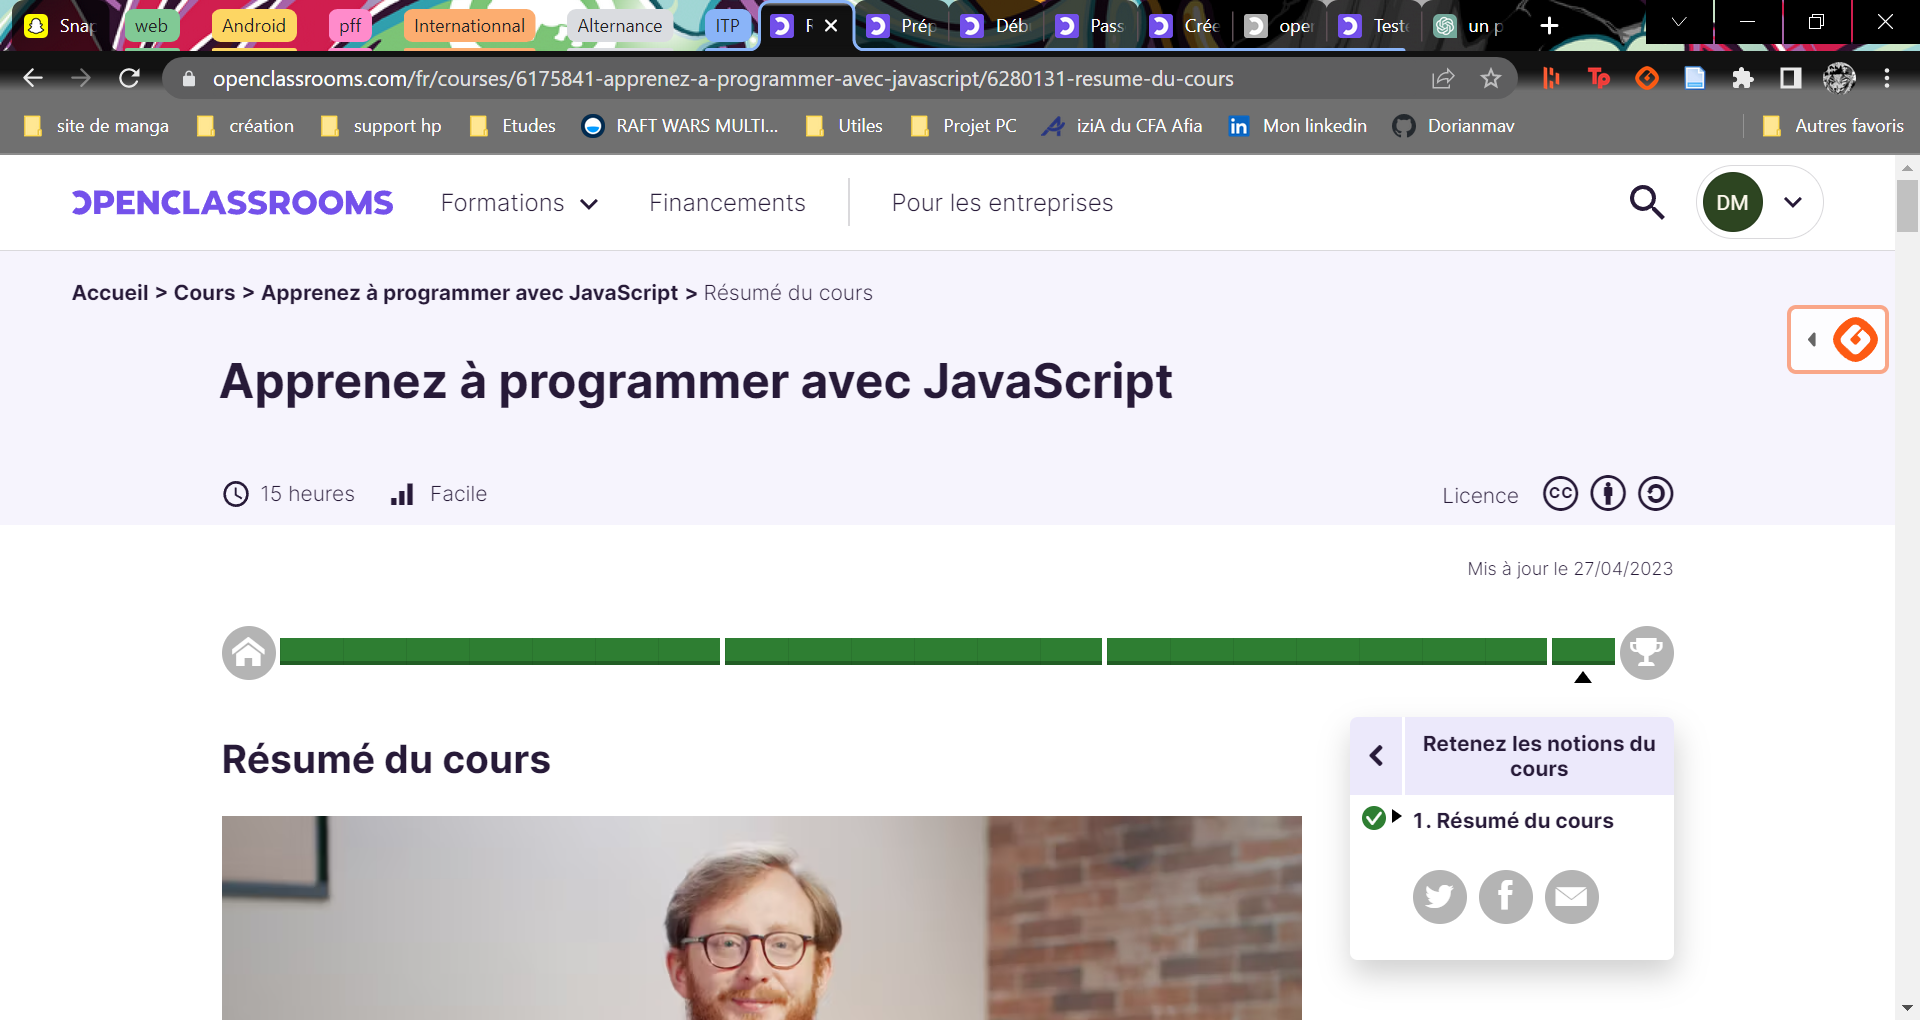 Snap
web
Android
pff
Internationnal
Alternance
ITP
Prép
Déb
Pass
Crée
open
Teste
un p
openclassrooms.com/fr/courses/6175841-apprenez-a-programmer-avec-javascript/6280131-resume-du-cours
site de manga
création
support hp
Etudes
RAFT WARS MULTI...
Utiles
Projet PC
iziA du CFA Afia
Mon linkedin
Dorianmav
Autres favoris
OPENCLASSROOMS
Formations
Financements
Pour les entreprises
DM
Accueil > Cours > Apprenez à programmer avec JavaScript > Résumé du cours
Apprenez à programmer avec JavaScript
15 heures
Facile
Licence
CC
Mis à jour le 27/04/2023
Résumé du cours
Retenez les notions du
cours
1. Résumé du cours